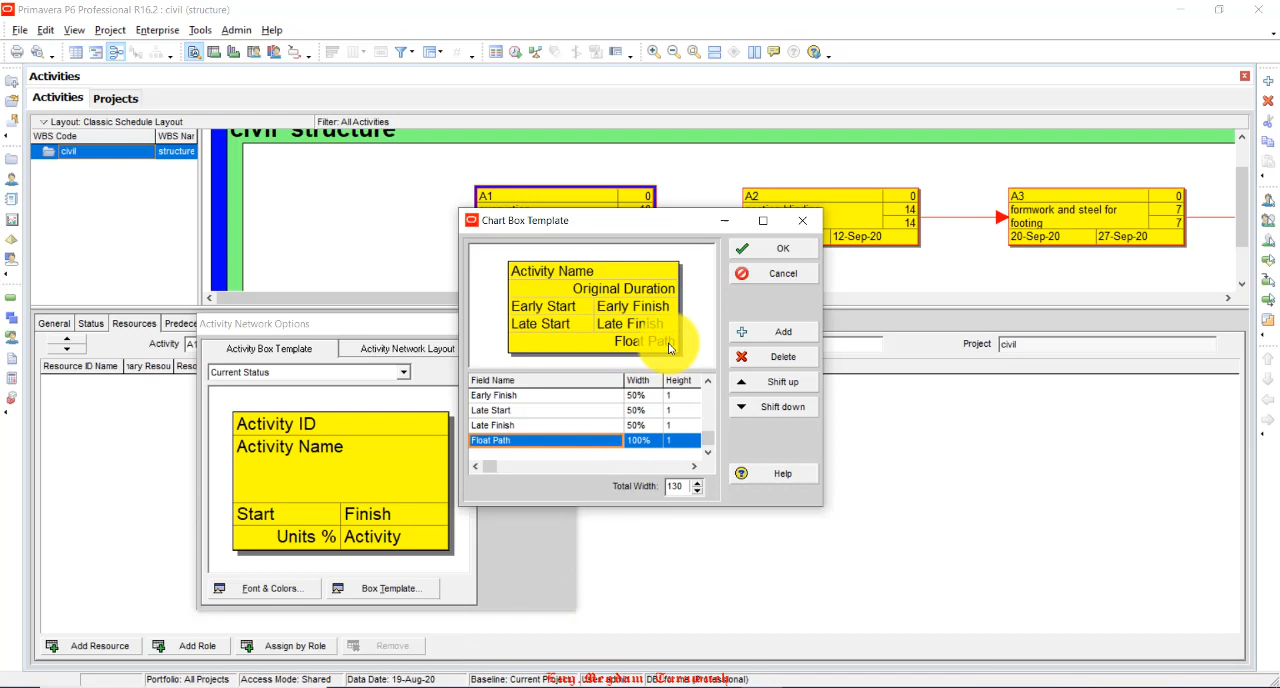 Primavera P6 Professional R16.2 : civil (structure)
File Edit View Project Enterprise Tools Admin Help
Activities
Activities Projects
Layout: Classic Schedule Layout Filter: All Activities
WBS Code WBS Nar
civil structure
civil structure
A1 0
A2 0
14
14
12-Sep-20
A3 0
formwork and steel for 7
footing 7
20-Sep-20 27-Sep-20
Chart Box Template
Activity Name
Original Duration
Early Start Early Finish
Late Start Late Finish
Float Path
OK
Cancel
Add
Delete
Shift up
Shift down
Help
Field Name Width Height
Early Finish 50% 1
Late Start 50% 1
Late Finish 50% 1
Float Path 100% 1
Total Width: 130
General Status Resources Predece
Activity A1
Project civil
Resource ID Name nary Resou Reso
Activity Network Options
Activity Box Template Activity Network Layout
Current Status
Activity ID
Activity Name
Start Finish
Units % Activity
Font & Colors... Box Template...
Add Resource Add Role Assign by Role Remove
Portfolio: All Projects Access Mode: Shared Data Date: 19-Aug-20 Baseline: Current Project